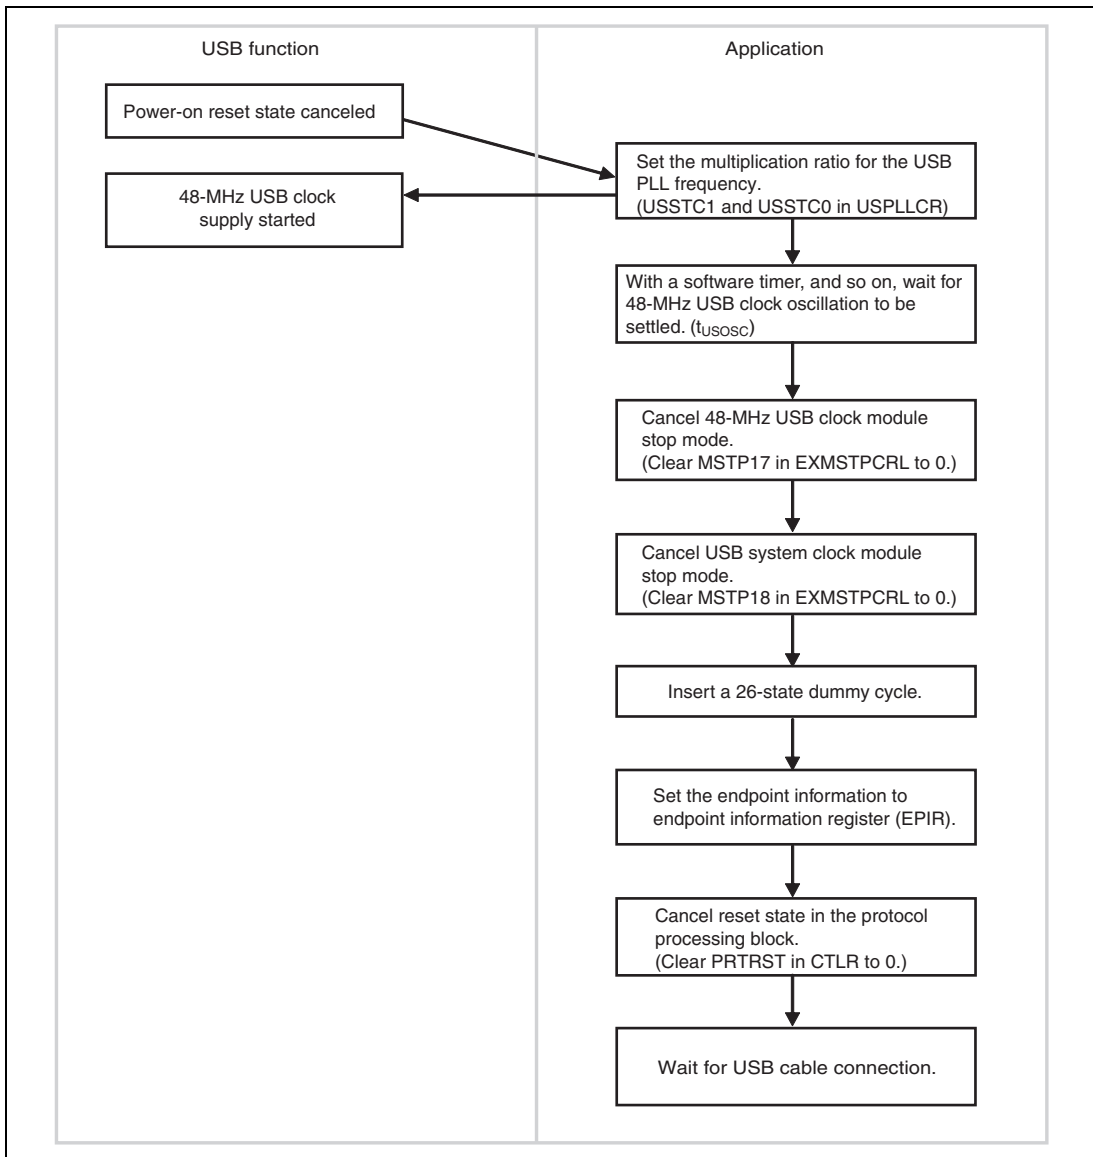 USB function
Application
Power-on reset state canceled
Set the multiplication ratio for the USB
PLL frequency.
(USSTC1 and USSTC0 in USPLLCR)
48-MHz USB clock
supply started
With a software timer, and so on, wait for
48-MHz USB clock oscillation to be
settled. (tUSOSC)
Cancel 48-MHz USB clock module
stop mode.
(Clear MSTP17 in EXMSTPCRL to 0.)
Cancel USB system clock module
stop mode.
(Clear MSTP18 in EXMSTPCRL to 0.)
Insert a 26-state dummy cycle.
Set the endpoint information to
endpoint information register (EPIR).
Cancel reset state in the protocol
processing block.
(Clear PRTRST in CTLR to 0.)
Wait for USB cable connection.